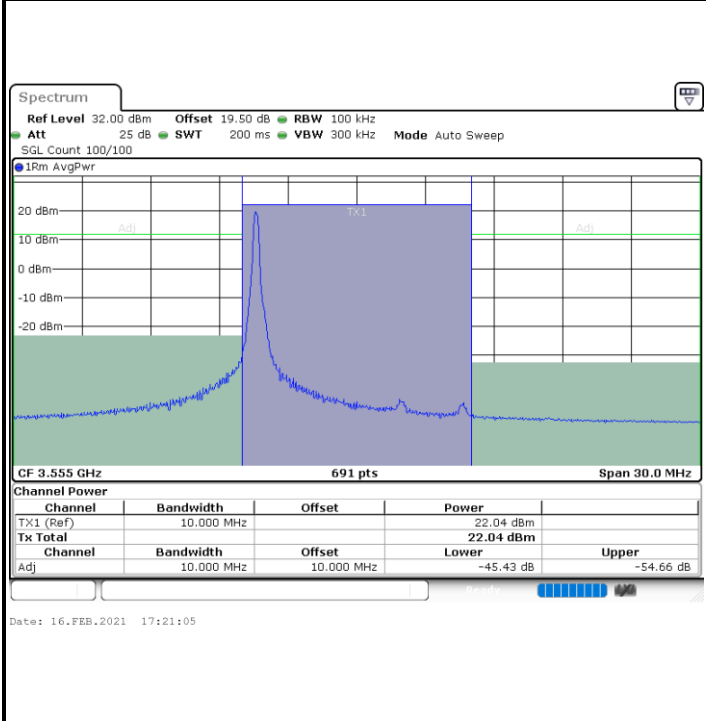 Spectrum
Ref Level 32.00 dBm Offset 19.50 dB RBW 100 kHz
Att 25 dB SWT 200 ms VBW 300 kHz Mode Auto Sweep
SGL Count 100/100
1Rm AvgPwr
20 dBm
TX1
Adj
Adj
10 dBm
0 dBm
-10 dBm
-20 dBm
CF 3.555 GHz 691 pts Span 30.0 MHz
Channel Power
Channel Bandwidth Offset Power
TX1 (Ref) 10.000 MHz 22.04 dBm
Tx Total 22.04 dBm
Channel Bandwidth Offset Lower Upper
Adj 10.000 MHz 10.000 MHz -45.43 dB -54.66 dB
Ready
Date: 16.FEB.2021 17:21:05